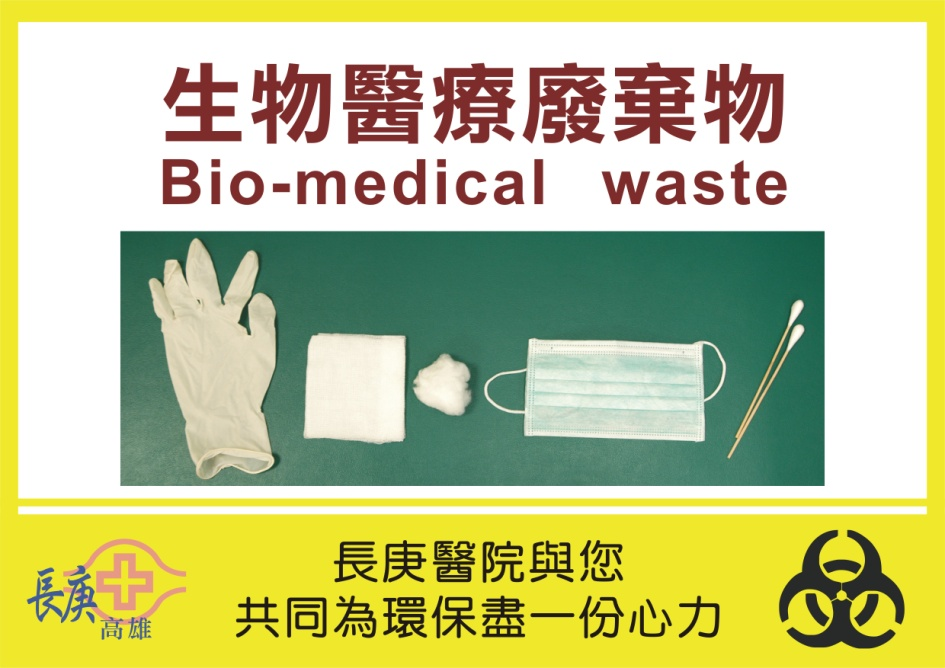 生物醫療廢棄物
Bio-medical waste
長庚醫院與您
共同為環保盡一份心力
長庚
高雄